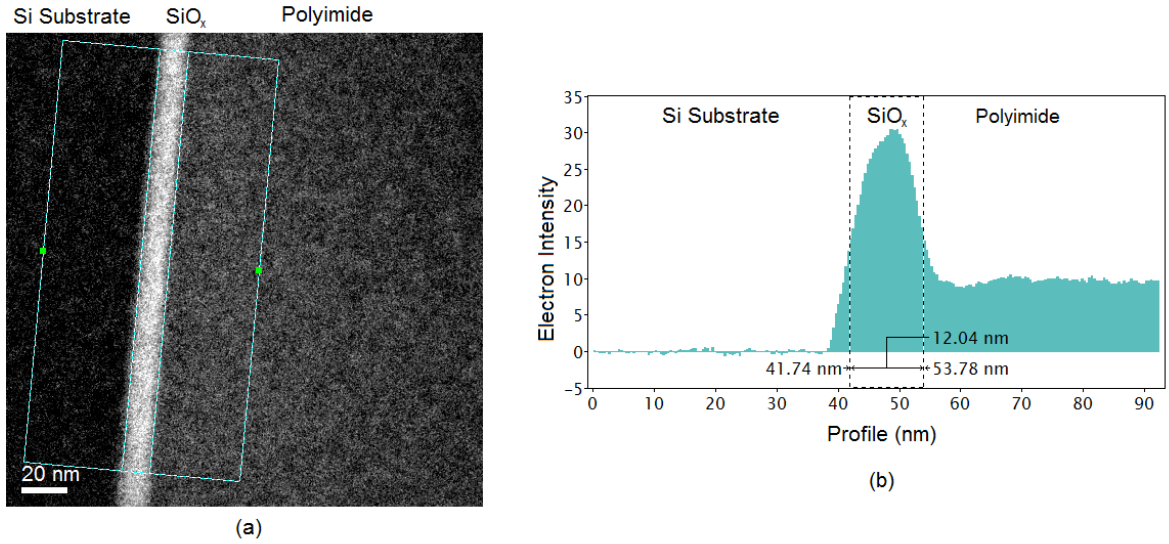 Si Substrate SiOₓ Polyimide
20 nm
(a)
35
30
25
20
15
10
5
0
−5
Electron Intensity
Si Substrate SiOₓ Polyimide
12.04 nm
41.74 nm 53.78 nm
0 10 20 30 40 50 60 70 80 90
Profile (nm)
(b)